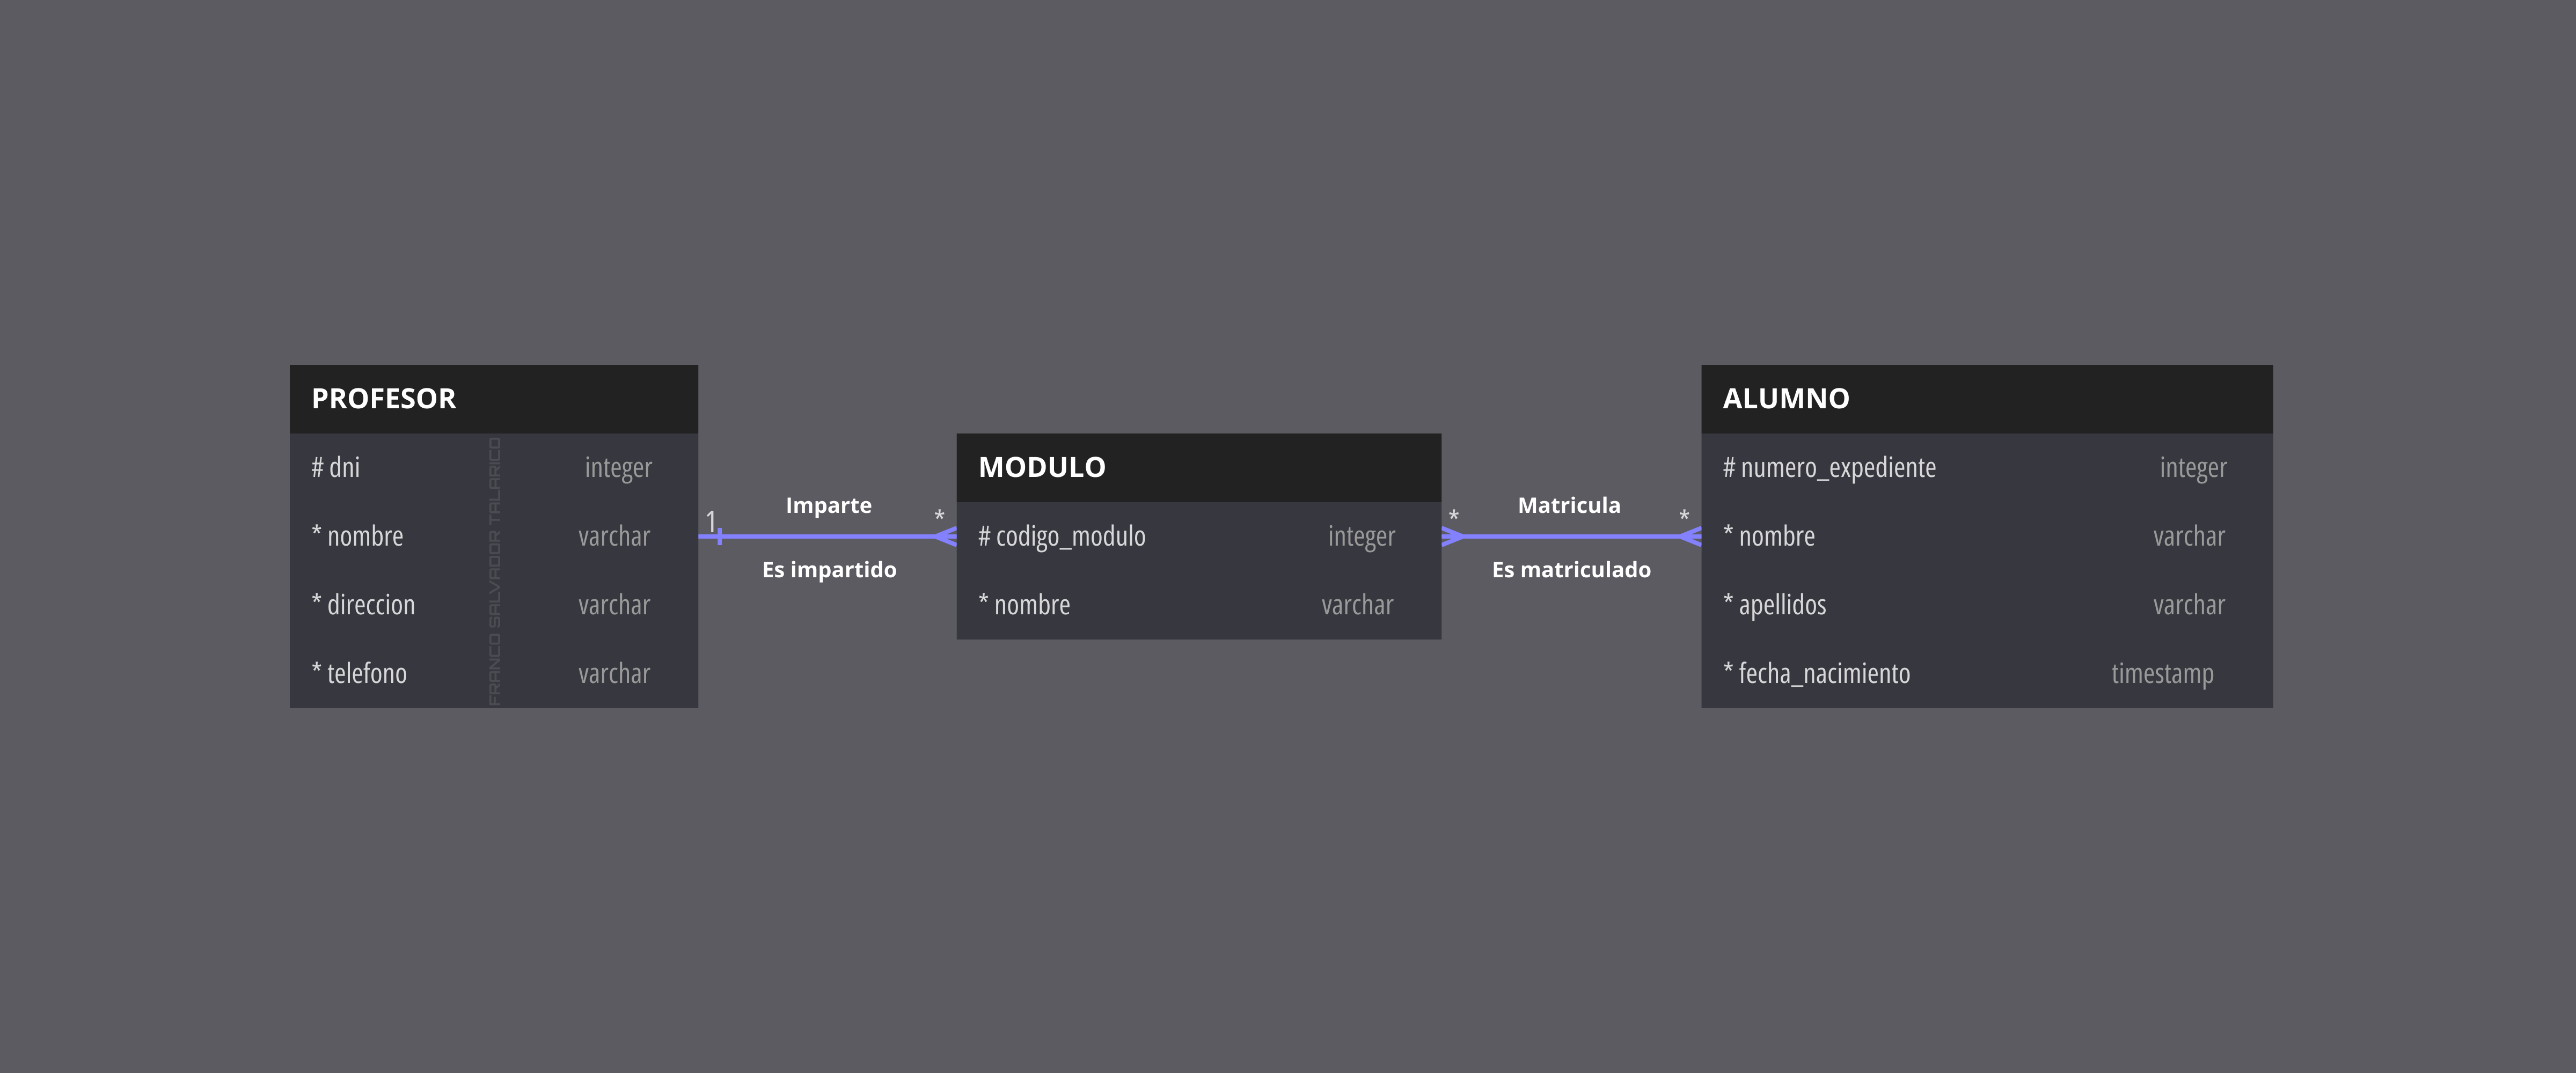 PROFESOR
# dni integer
* nombre varchar
* direccion varchar
* telefono varchar
FRANCO SALVADOR TALARICO
1
Imparte
*
Es impartido
MODULO
# codigo_modulo integer
* nombre varchar
*
Matricula
*
Es matriculado
ALUMNO
# numero_expediente integer
* nombre varchar
* apellidos varchar
* fecha_nacimiento timestamp